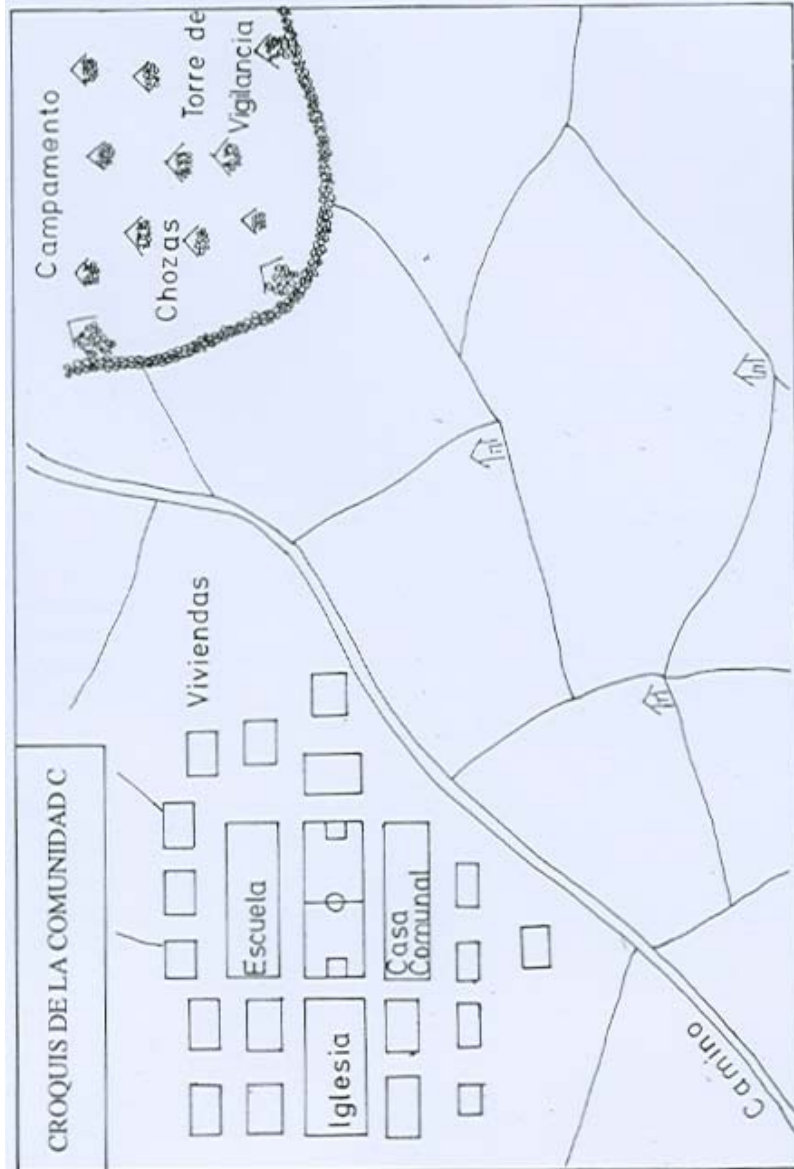 CROQUIS DE LA COMUNIDAD C
Campamento
Chozas
Torre de
Vigilancia
Viviendas
Escuela
Casa
Comunal
Iglesia
Camino